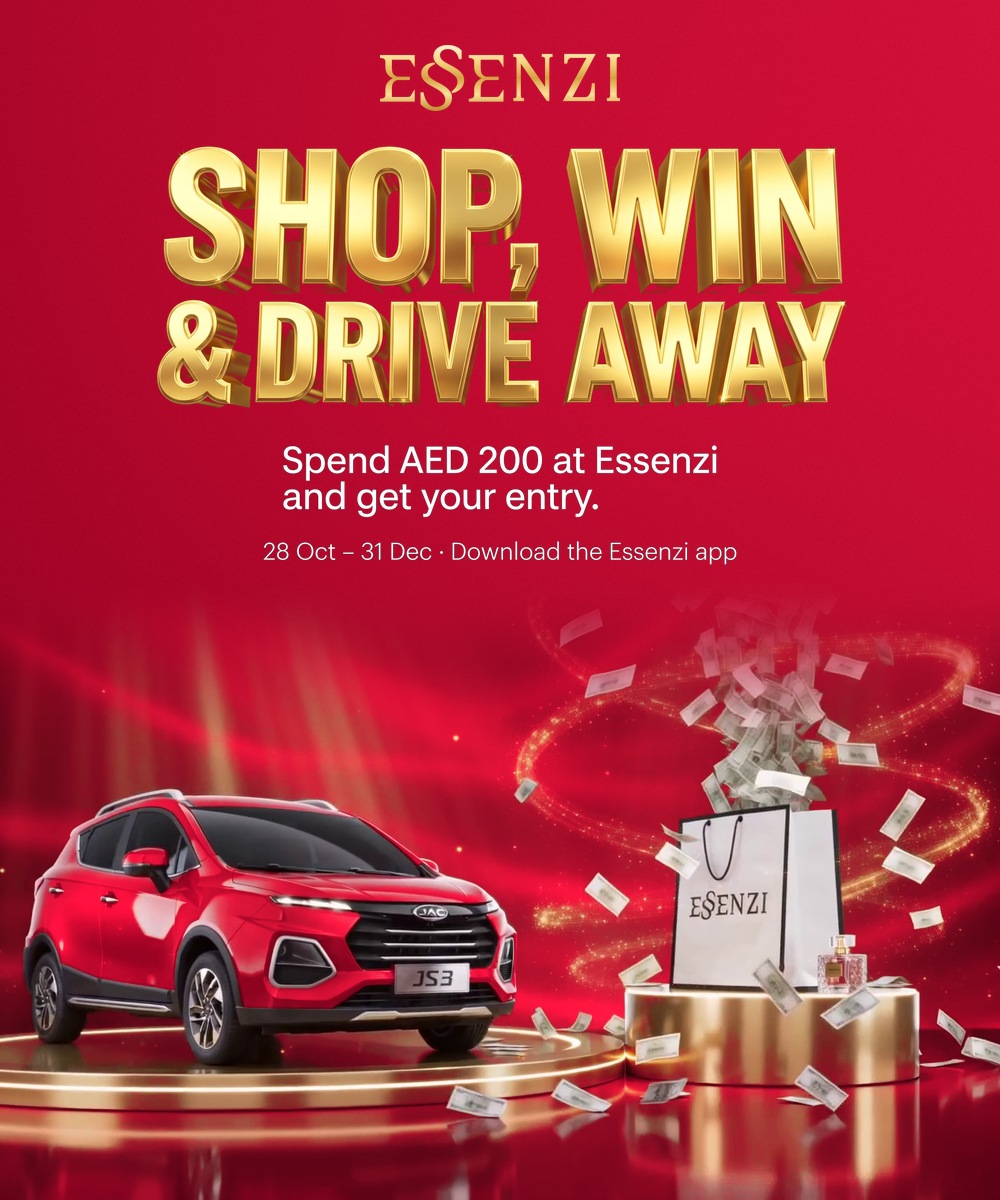 ESSENZI
SHOP, WIN
& DRIVE AWAY
Spend AED 200 at Essenzi
and get your entry.
28 Oct – 31 Dec · Download the Essenzi app
ESSENZI
JAC
JS3